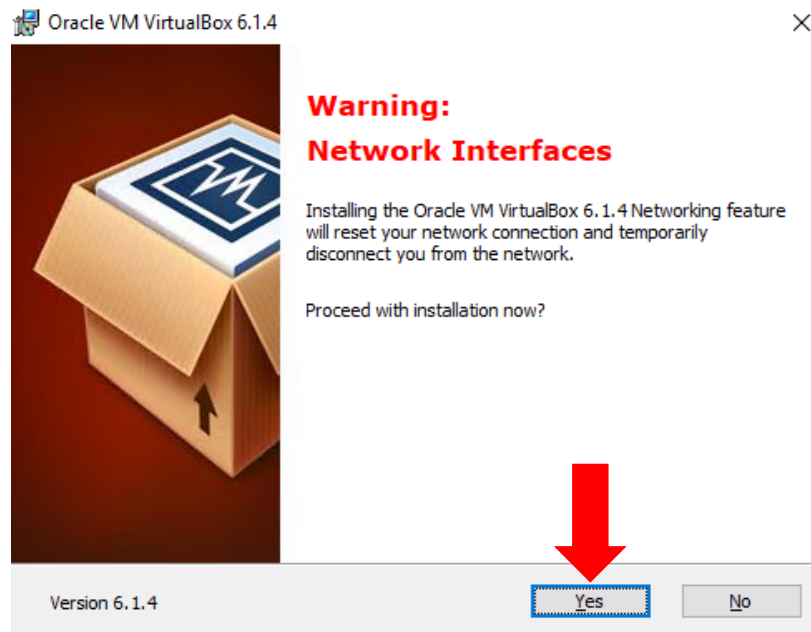 Oracle VM VirtualBox 6.1.4
Warning:
Network Interfaces
Installing the Oracle VM VirtualBox 6.1.4 Networking feature
will reset your network connection and temporarily
disconnect you from the network.
Proceed with installation now?
Version 6.1.4
Yes
No